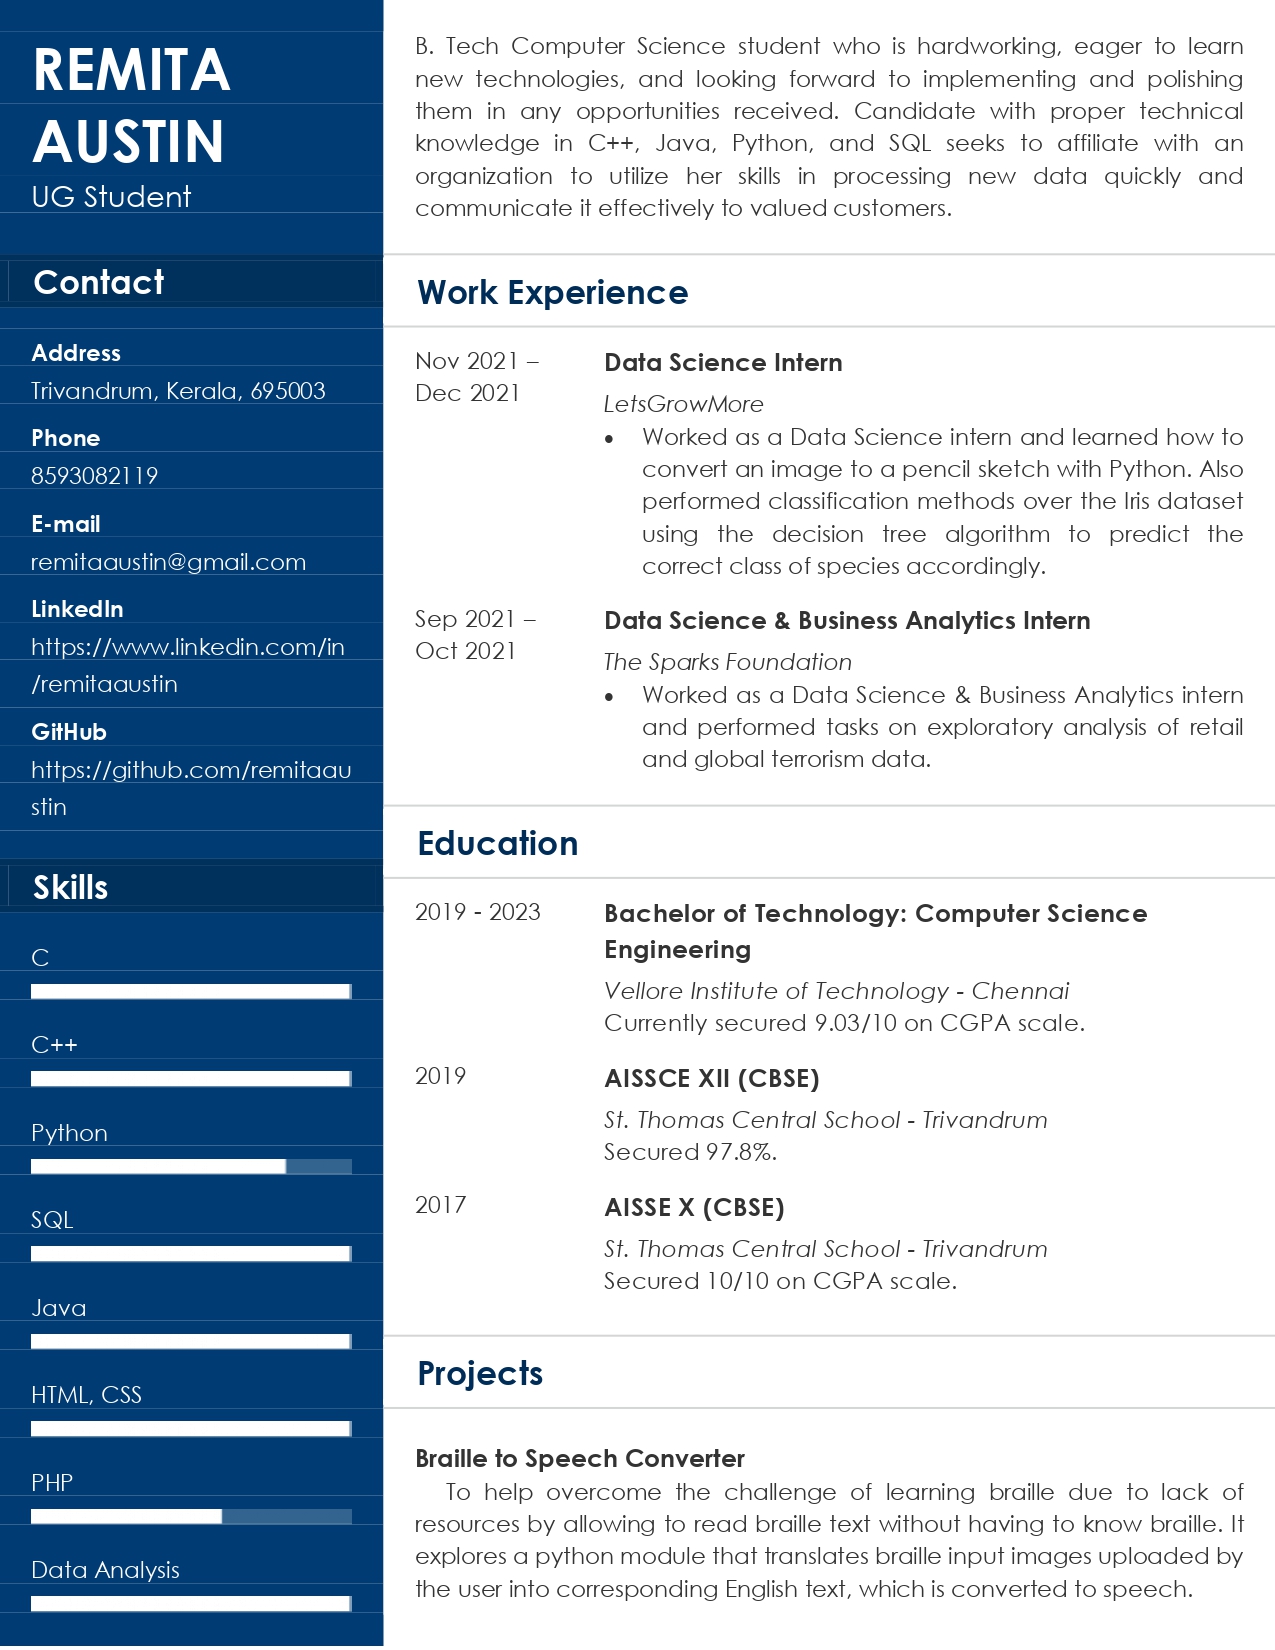 REMITA
AUSTIN
UG Student
Contact
Address
Trivandrum, Kerala, 695003
Phone
8593082119
E-mail
remitaaustin@gmail.com
LinkedIn
https://www.linkedin.com/in
/remitaaustin
GitHub
https://github.com/remitaau
stin
Skills
C
C++
Python
SQL
Java
HTML, CSS
PHP
Data Analysis
B. Tech Computer Science student who is hardworking, eager to learn
new technologies, and looking forward to implementing and polishing
them in any opportunities received. Candidate with proper technical
knowledge in C++, Java, Python, and SQL seeks to affiliate with an
organization to utilize her skills in processing new data quickly and
communicate it effectively to valued customers.
Work Experience
Nov 2021 –
Dec 2021
Data Science Intern
LetsGrowMore
• Worked as a Data Science intern and learned how to
convert an image to a pencil sketch with Python. Also
performed classification methods over the Iris dataset
using the decision tree algorithm to predict the
correct class of species accordingly.
Sep 2021 –
Oct 2021
Data Science & Business Analytics Intern
The Sparks Foundation
• Worked as a Data Science & Business Analytics intern
and performed tasks on exploratory analysis of retail
and global terrorism data.
Education
2019 - 2023
Bachelor of Technology: Computer Science
Engineering
Vellore Institute of Technology - Chennai
Currently secured 9.03/10 on CGPA scale.
2019
AISSCE XII (CBSE)
St. Thomas Central School - Trivandrum
Secured 97.8%.
2017
AISSE X (CBSE)
St. Thomas Central School - Trivandrum
Secured 10/10 on CGPA scale.
Projects
Braille to Speech Converter
To help overcome the challenge of learning braille due to lack of
resources by allowing to read braille text without having to know braille. It
explores a python module that translates braille input images uploaded by
the user into corresponding English text, which is converted to speech.